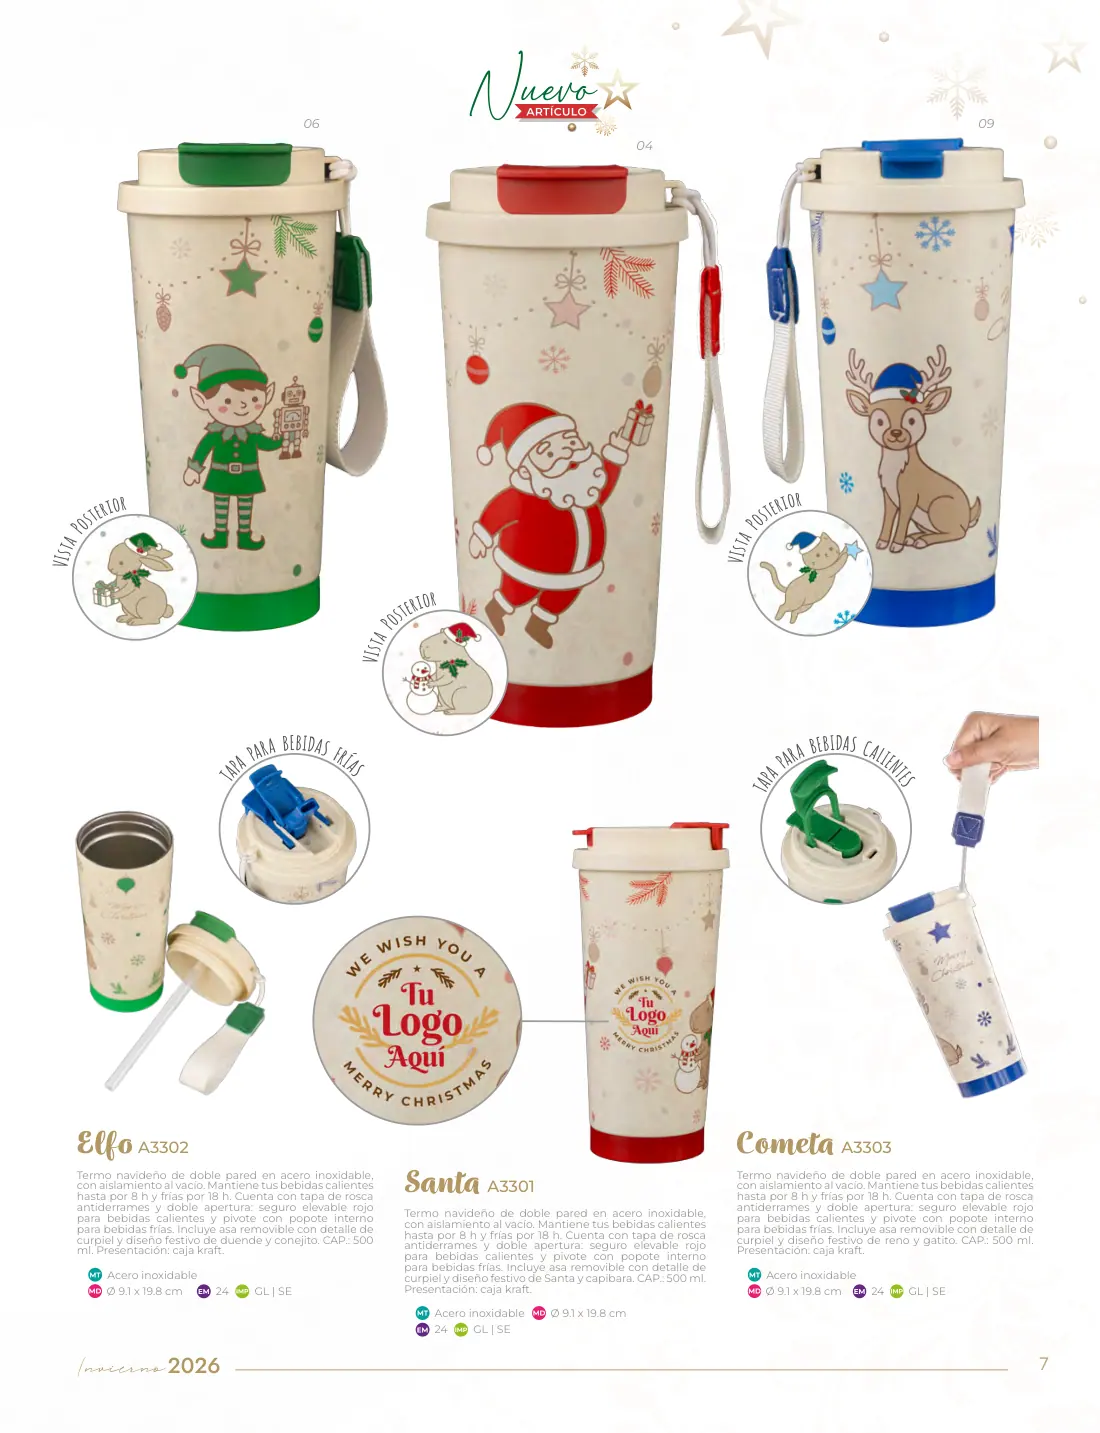 Nuevo
ARTÍCULO
06
04
09
VISTA POSTERIOR
VISTA POSTERIOR
VISTA POSTERIOR
TAPA PARA BEBIDAS FRÍAS
TAPA PARA BEBIDAS CALIENTES
Merry
Christmas
WE WISH YOU A
Tu
Logo
Aquí
MERRY CHRISTMAS
WE WISH YOU A
Tu
Logo
Aquí
MERRY CHRISTMAS
Merry
Christmas
Elfo A3302
Termo navideño de doble pared en acero inoxidable,
con aislamiento al vacío. Mantiene tus bebidas calientes
hasta por 8 h y frías por 18 h. Cuenta con tapa de rosca
antiderrames y doble apertura: seguro elevable rojo
para bebidas calientes y pivote con popote interno
para bebidas frías. Incluye asa removible con detalle de
curpiel y diseño festivo de duende y conejito. CAP.: 500
ml. Presentación: caja kraft.
MT Acero inoxidable
MD Ø 9.1 x 19.8 cm EM 24 IMP GL | SE
Santa A3301
Termo navideño de doble pared en acero inoxidable,
con aislamiento al vacío. Mantiene tus bebidas calientes
hasta por 8 h y frías por 18 h. Cuenta con tapa de rosca
antiderrames y doble apertura: seguro elevable rojo
para bebidas calientes y pivote con popote interno
para bebidas frías. Incluye asa removible con detalle de
curpiel y diseño festivo de Santa y capibara. CAP.: 500 ml.
Presentación: caja kraft.
MT Acero inoxidable MD Ø 9.1 x 19.8 cm
EM 24 IMP GL | SE
Cometa A3303
Termo navideño de doble pared en acero inoxidable,
con aislamiento al vacío. Mantiene tus bebidas calientes
hasta por 8 h y frías por 18 h. Cuenta con tapa de rosca
antiderrames y doble apertura: seguro elevable rojo
para bebidas calientes y pivote con popote interno
para bebidas frías. Incluye asa removible con detalle de
curpiel y diseño festivo de reno y gatito. CAP.: 500 ml.
Presentación: caja kraft.
MT Acero inoxidable
MD Ø 9.1 x 19.8 cm EM 24 IMP GL | SE
Invierno 2026
7